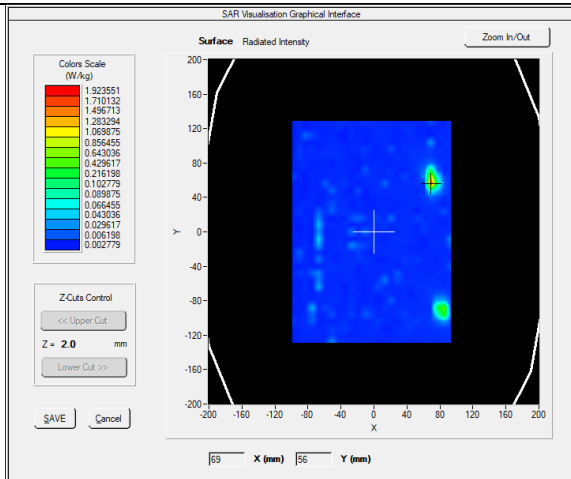 SAR Visualisation Graphical Interface
Surface Radiated Intensity
Zoom In/Out
Colors Scale
(W/kg)
1.923551
1.710132
1.496713
1.283294
1.069875
0.856455
0.643036
0.429617
0.216198
0.102779
0.089875
0.066455
0.043036
0.029617
0.006198
0.002779
Z-Cuts Control
<< Upper Cut
Z = 2.0 mm
Lower Cut >>
SAVE Cancel
200
160
120
80
40
0
-40
-80
-120
-160
-200
Y
-200 -160 -120 -80 -40 0 40 80 120 160 200
X
69 X (mm) 56 Y (mm)